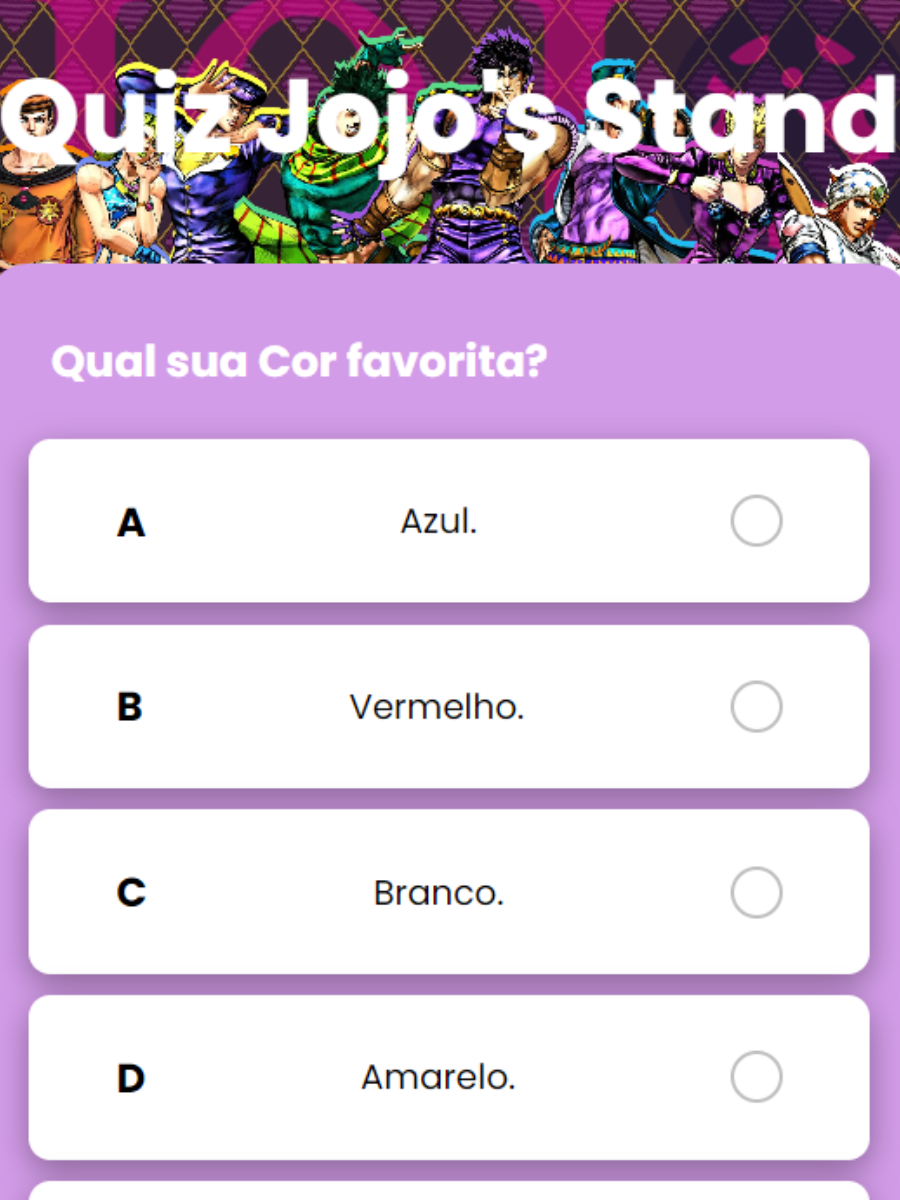 Quiz Jojo's Stand
Qual sua Cor favorita?
A
Azul.
B
Vermelho.
C
Branco.
D
Amarelo.